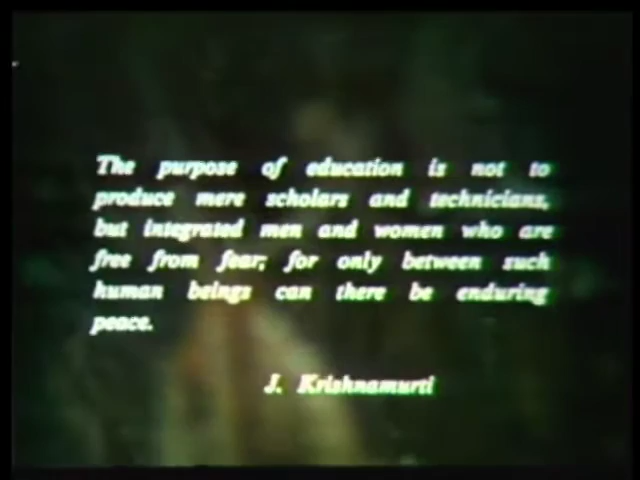 The purpose of education is not to
produce mere scholars and technicians,
but integrated men and women who are
free from fear; for only between such
human beings can there be enduring
peace.
J. Krishnamurti